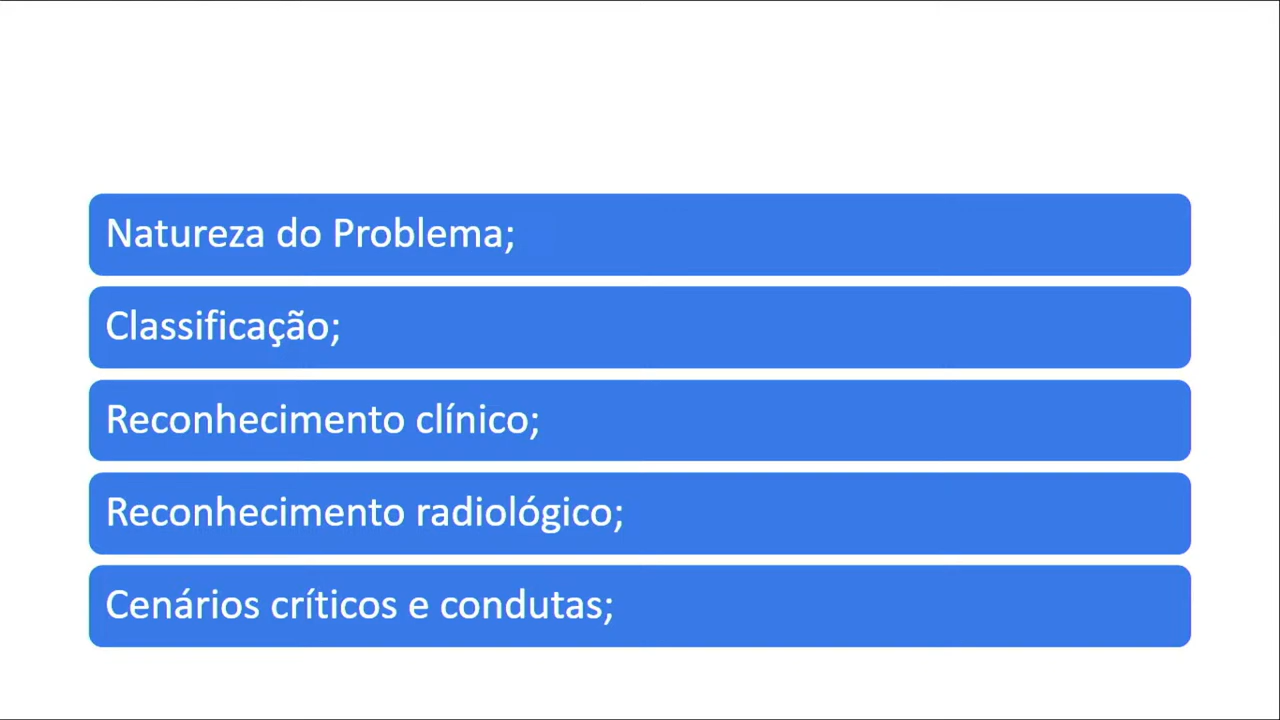 Natureza do Problema;
Classificação;
Reconhecimento clínico;
Reconhecimento radiológico;
Cenários críticos e condutas;